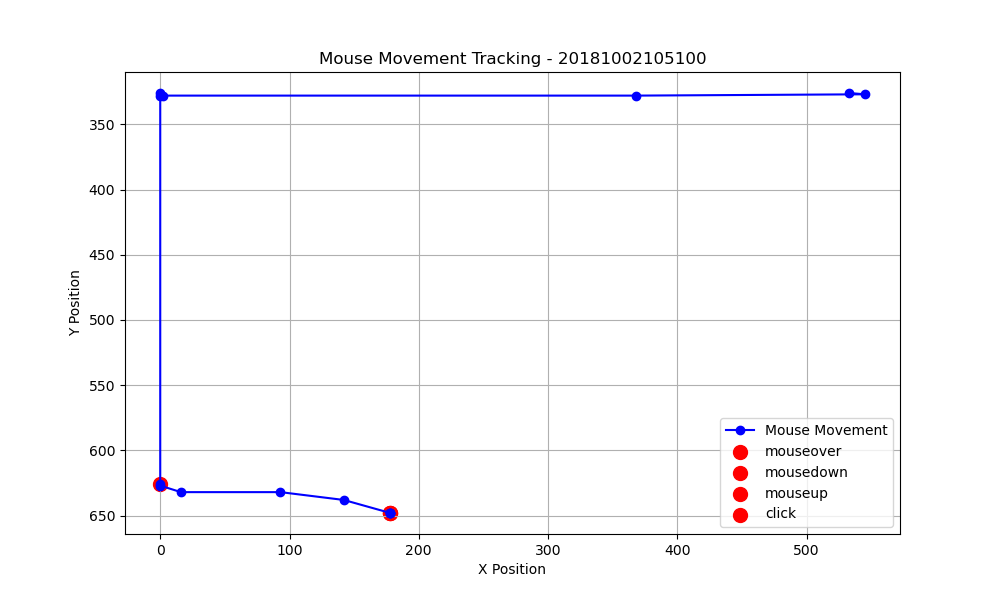 Mouse Movement Tracking - 20181002105100
350
400
450
500
550
600
650
Y Position
0
100
200
300
400
500
X Position
Mouse Movement
mouseover
mousedown
mouseup
click